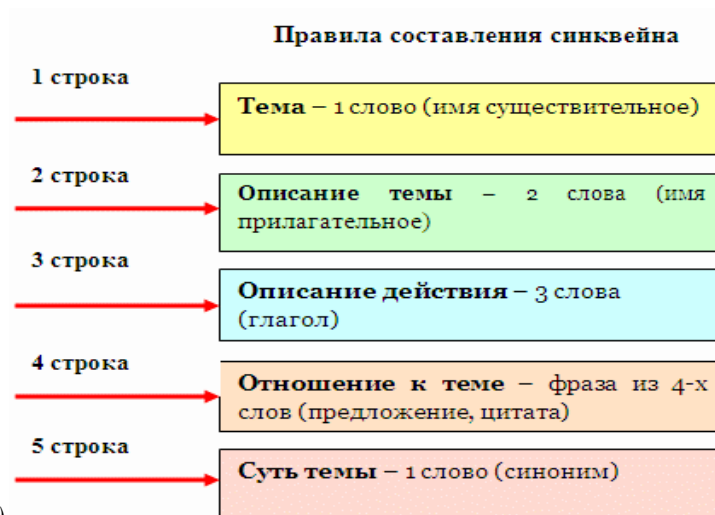 Правила составления синквейна
1 строка
Тема – 1 слово (имя существительное)
2 строка
Описание темы – 2 слова (имя
прилагательное)
3 строка
Описание действия – 3 слова
(глагол)
4 строка
Отношение к теме – фраза из 4-х
слов (предложение, цитата)
5 строка
Суть темы – 1 слово (синоним)
)